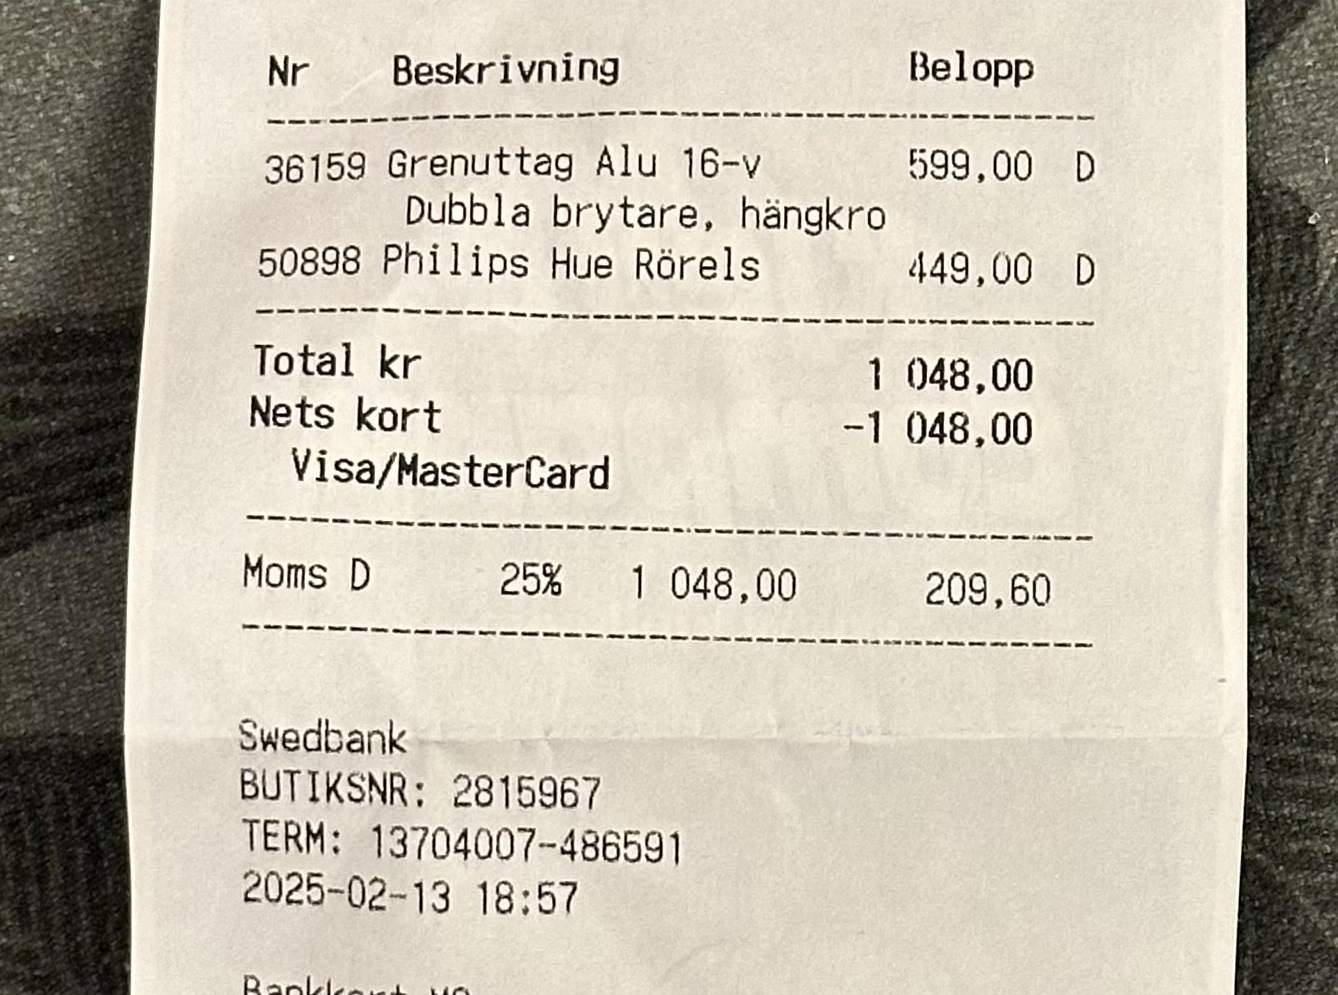 Nr Beskrivning Belopp
36159 Grenuttag Alu 16-v 599,00 D
Dubbla brytare, hängkro
50898 Philips Hue Rörels 449,00 D
Total kr 1 048,00
Nets kort -1 048,00
Visa/MasterCard
Moms D 25% 1 048,00 209,60
Swedbank
BUTIKSNR: 2815967
TERM: 13704007-486591
2025-02-13 18:57